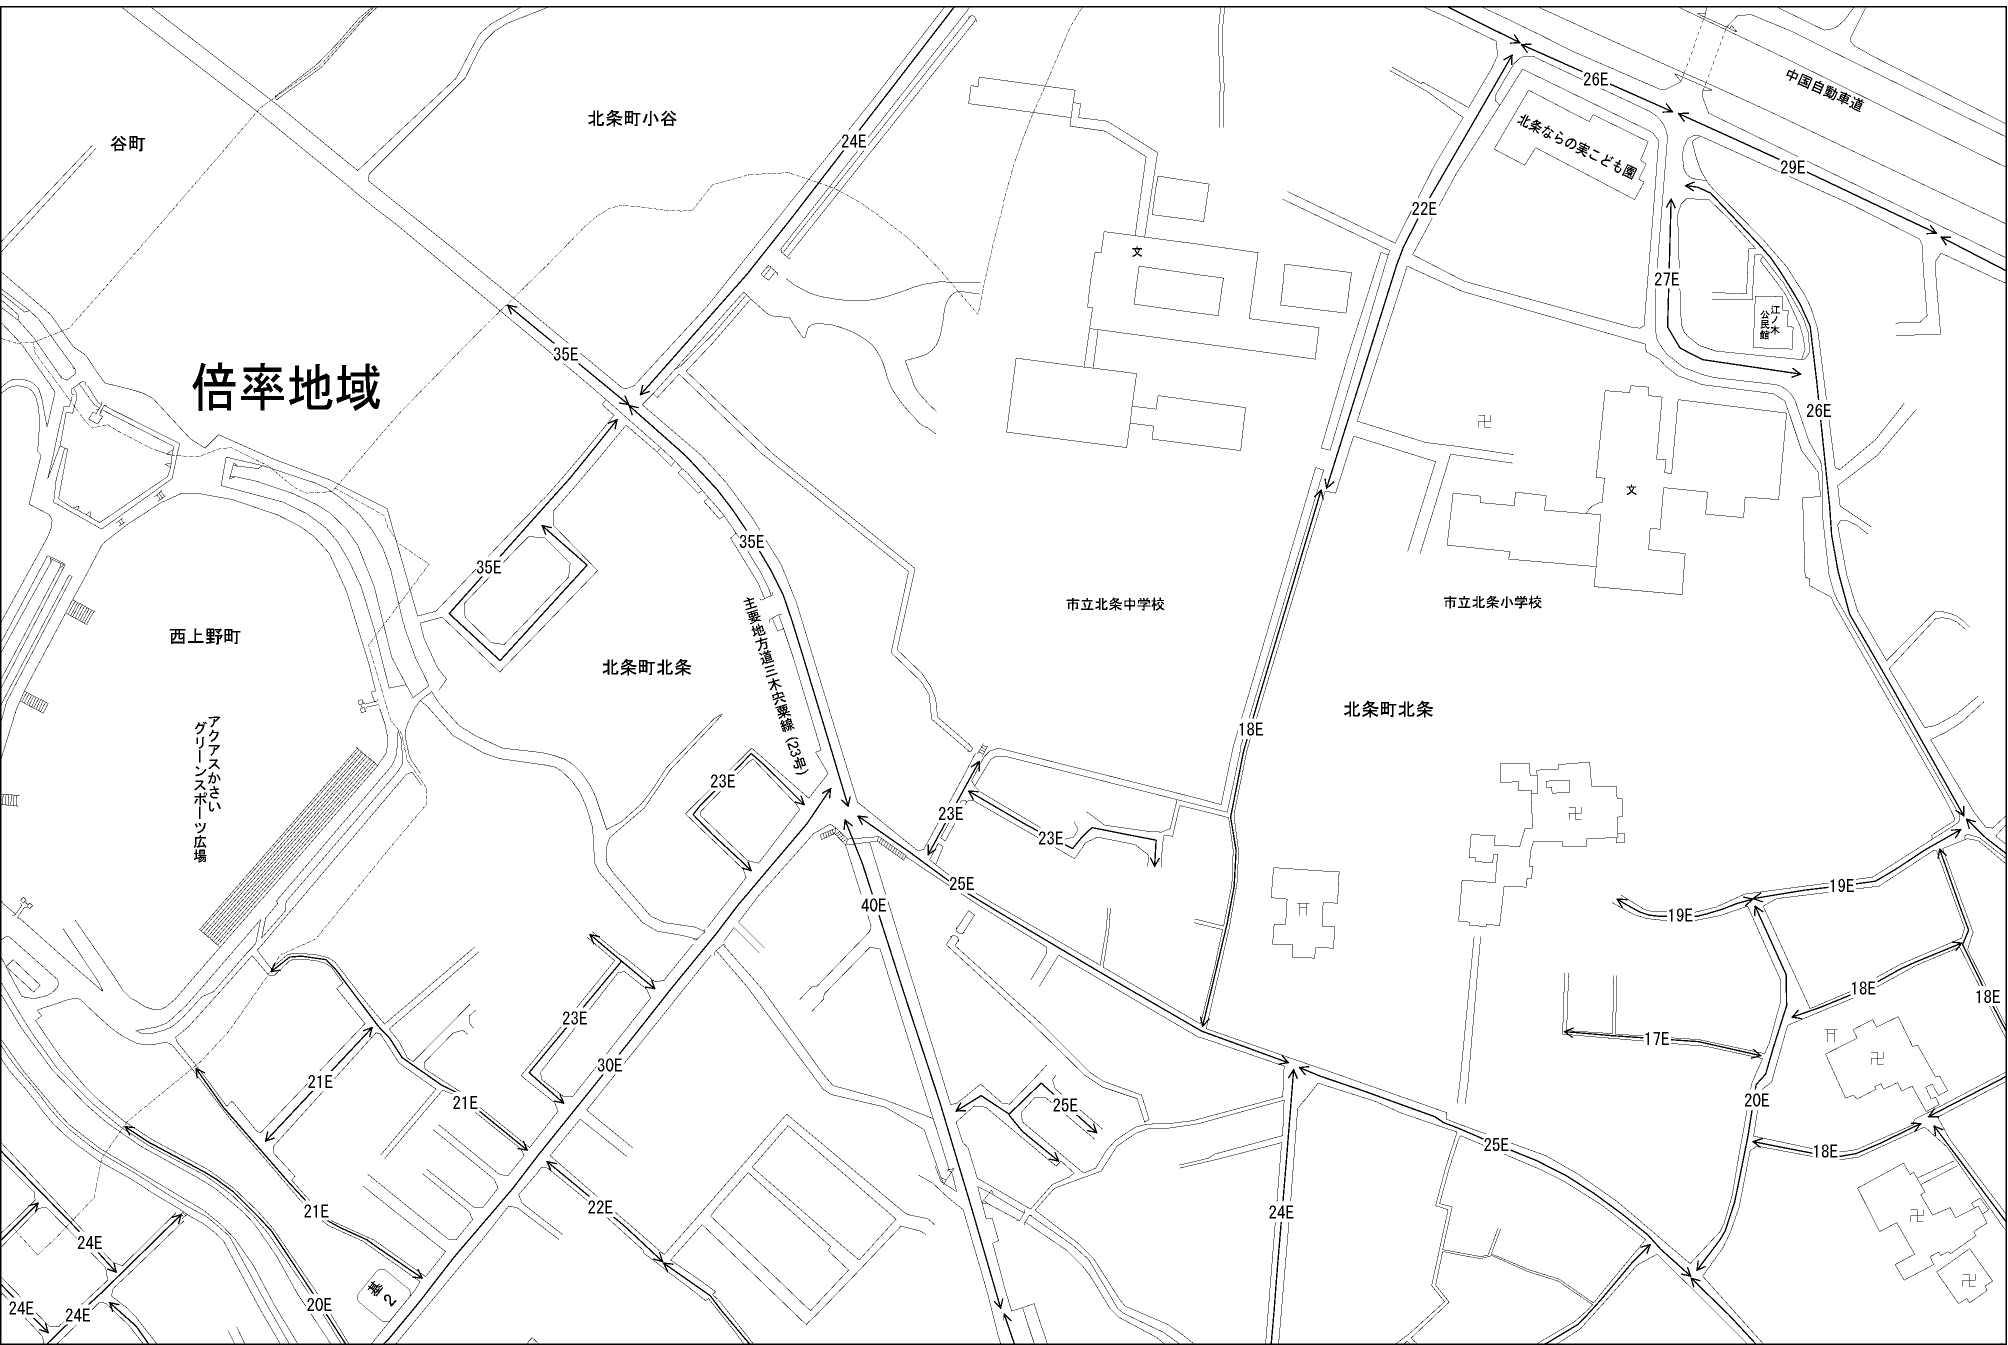 26E
中国自動車道
北条町小谷
北条ならの実こども園
谷町
24E
29E
22E
文
27E
江ノ木
公民館
35E
倍率地域
26E
文
35E
35E
市立北条中学校
市立北条小学校
西上野町
北条町北条
主要地方道三木宍粟線(23号)
北条町北条
18E
アクアスかさい
グリーンスポーツ広場
23E
23E
23E
25E
19E
40E
19E
18E
18E
23E
17E
30E
21E
21E
25E
20E
25E
18E
21E
22E
24E
24E
基2
20E
24E
24E